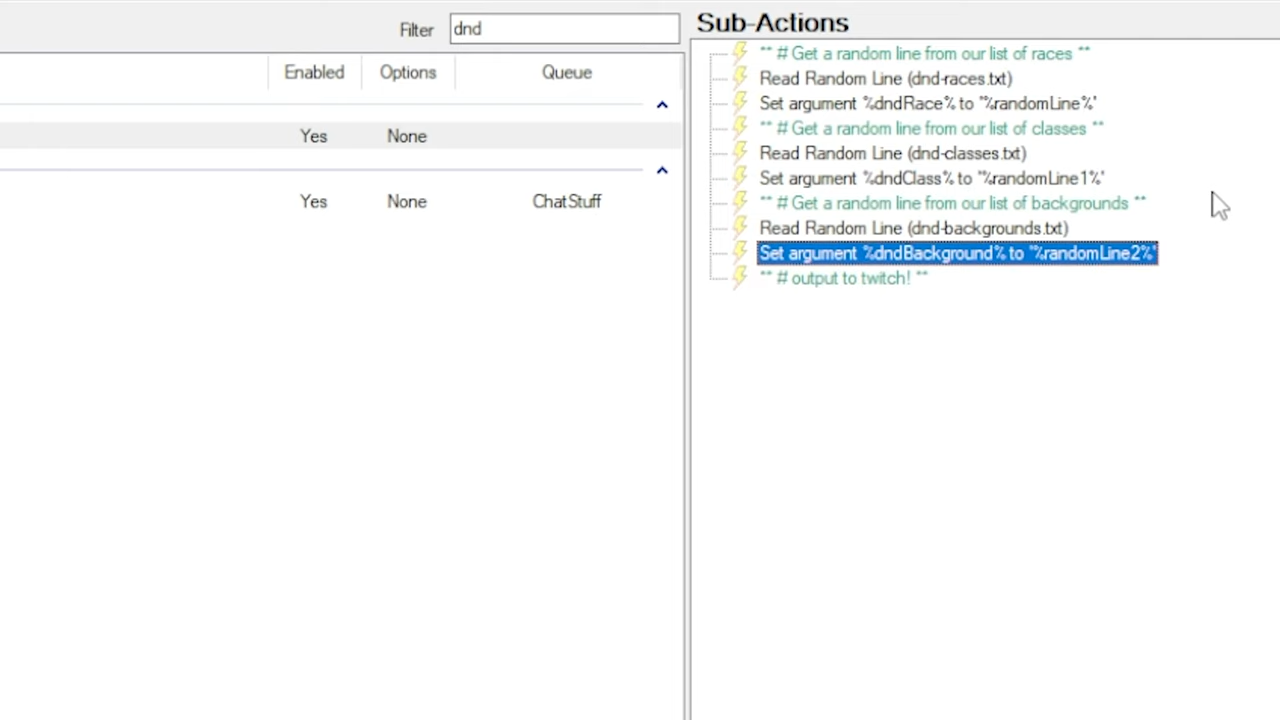 Filter
dnd
Enabled
Options
Queue
Yes
None
Yes
None
ChatStuff
Sub-Actions
** # Get a random line from our list of races **
Read Random Line (dnd-races.txt)
Set argument '%dndRace% to '%randomLine%'
** # Get a random line from our list of classes **
Read Random Line (dnd-classes.txt)
Set argument '%dndClass% to '%randomLine1%'
** # Get a random line from our list of backgrounds **
Read Random Line (dnd-backgrounds.txt)
Set argument '%dndBackground% to '%randomLine2%'
** # output to twitch! **